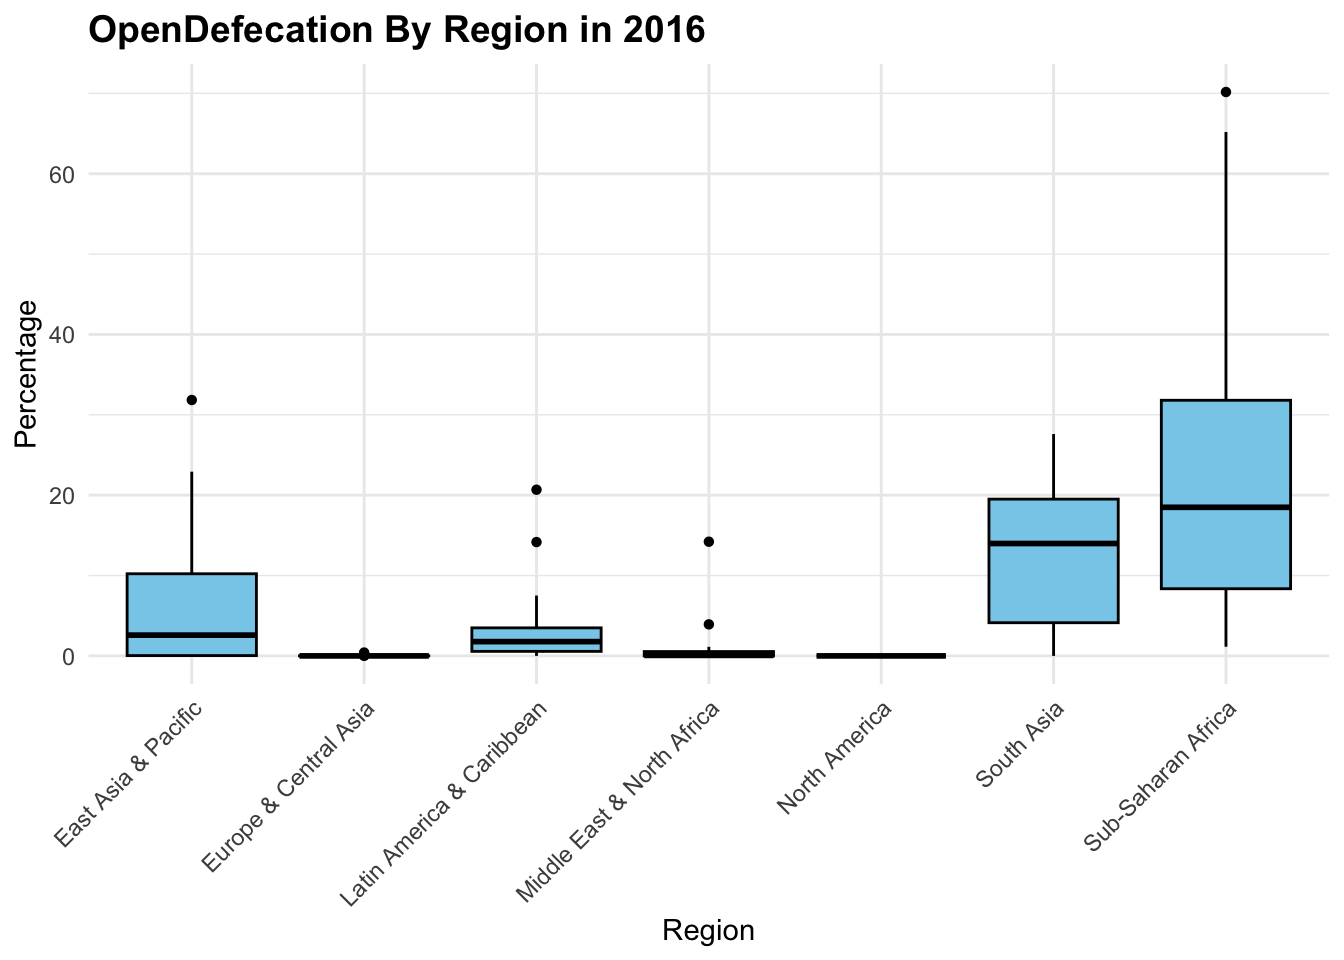 OpenDefecation By Region in 2016
Percentage
60
40
20
0
East Asia & Pacific
Europe & Central Asia
Latin America & Caribbean
Middle East & North Africa
North America
South Asia
Sub-Saharan Africa
Region